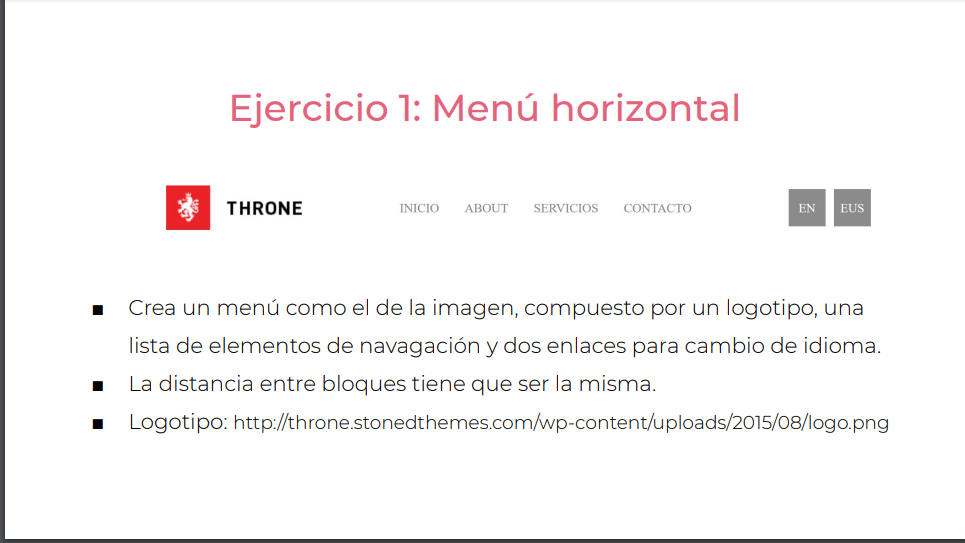 Ejercicio 1: Menú horizontal
THRONE INICIO ABOUT SERVICIOS CONTACTO EN EUS
■ Crea un menú como el de la imagen, compuesto por un logotipo, una
lista de elementos de navagación y dos enlaces para cambio de idioma.
■ La distancia entre bloques tiene que ser la misma.
■ Logotipo: http://throne.stonedthemes.com/wp-content/uploads/2015/08/logo.png